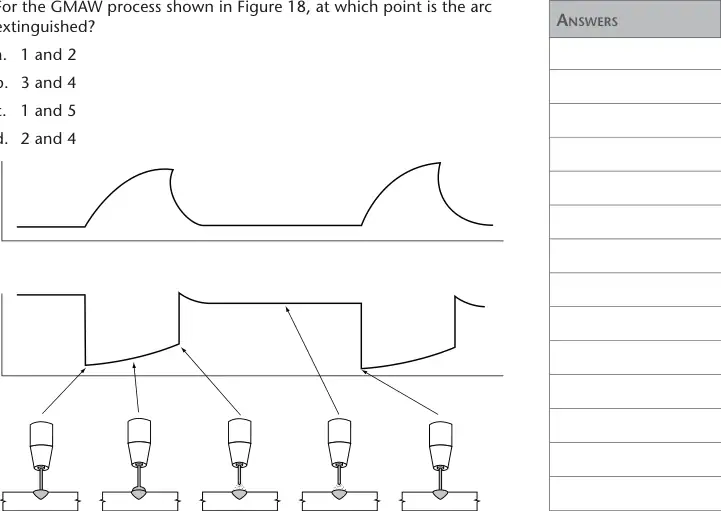 For the GMAW process shown in Figure 18, at which point is the arc
extinguished?
a. 1 and 2
b. 3 and 4
c. 1 and 5
d. 2 and 4
ANSWERS